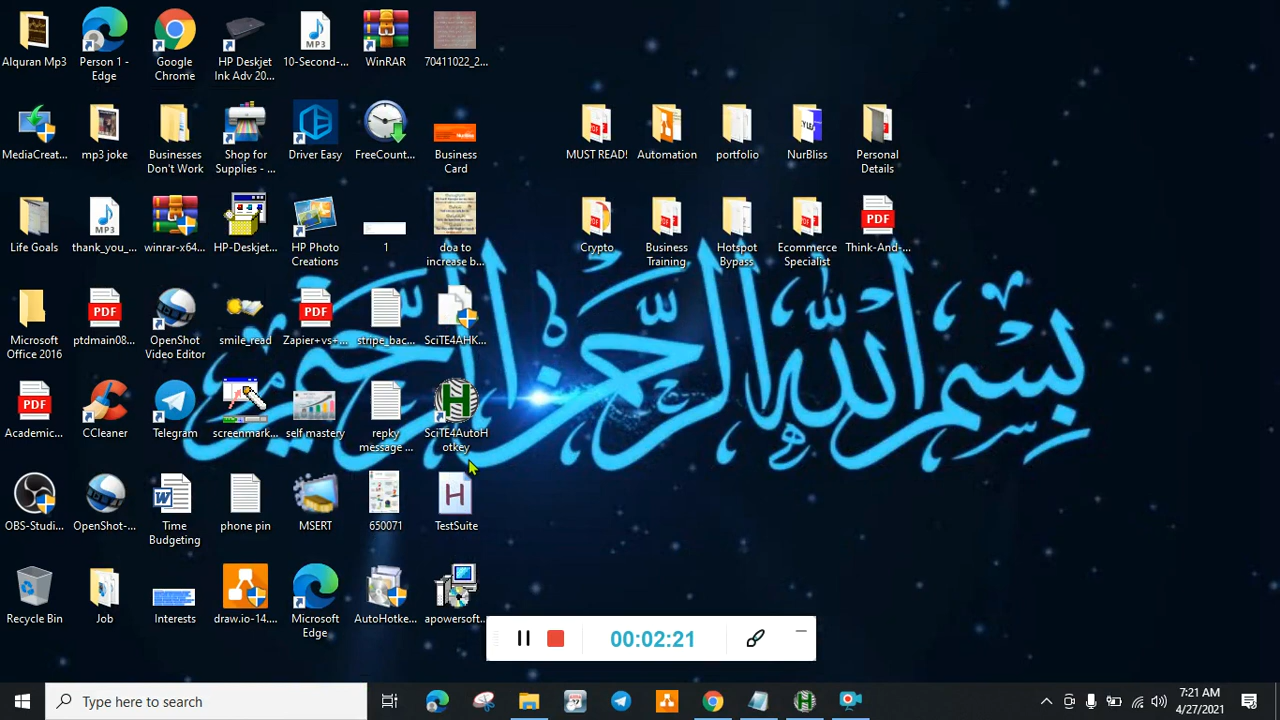 Alquran Mp3
Person 1 - Edge
Google Chrome
HP Deskjet Ink Adv 20...
10-Second-...
WinRAR
70411022_2...
MediaCreat...
mp3 joke
Businesses Don't Work
Shop for Supplies - ...
Driver Easy
FreeCount...
Business Card
MUST READ!
Automation
portfolio
NurBliss
Personal Details
Life Goals
thank_you_...
winrar-x64...
HP-Deskjet...
HP Photo Creations
1
doa to increase b...
Crypto
Business Training
Hotspot Bypass
Ecommerce Specialist
Think-And-...
بسم الله الرحمن الرحيم
Microsoft Office 2016
ptdmain08...
OpenShot Video Editor
smile_read
Zapier+vs+...
stripe_bac...
SciTE4AHK...
Academic...
CCleaner
Telegram
screenmark...
self mastery
repky message ...
SciTE4AutoHotkey
OBS-Studi...
OpenShot-...
Time Budgeting
phone pin
MSERT
650071
TestSuite
Recycle Bin
Job
Interests
draw.io-14....
Microsoft Edge
AutoHotke...
apowersoft...
00:02:21
Type here to search
7:21 AM
4/27/2021